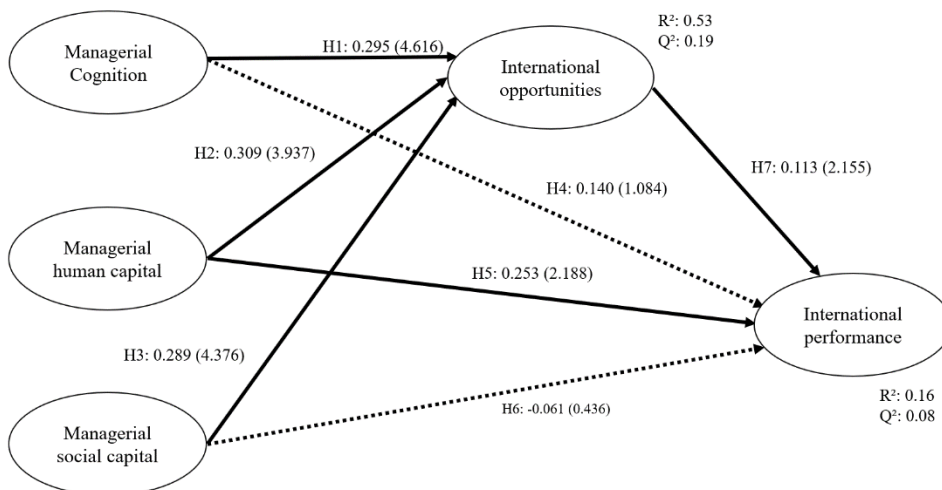 Managerial
Cognition
H1: 0.295 (4.616)
International
opportunities
R²: 0.53
Q²: 0.19
H2: 0.309 (3.937)
H4: 0.140 (1.084)
H7: 0.113 (2.155)
Managerial
human capital
H5: 0.253 (2.188)
International
performance
H3: 0.289 (4.376)
H6: -0.061 (0.436)
R²: 0.16
Q²: 0.08
Managerial
social capital